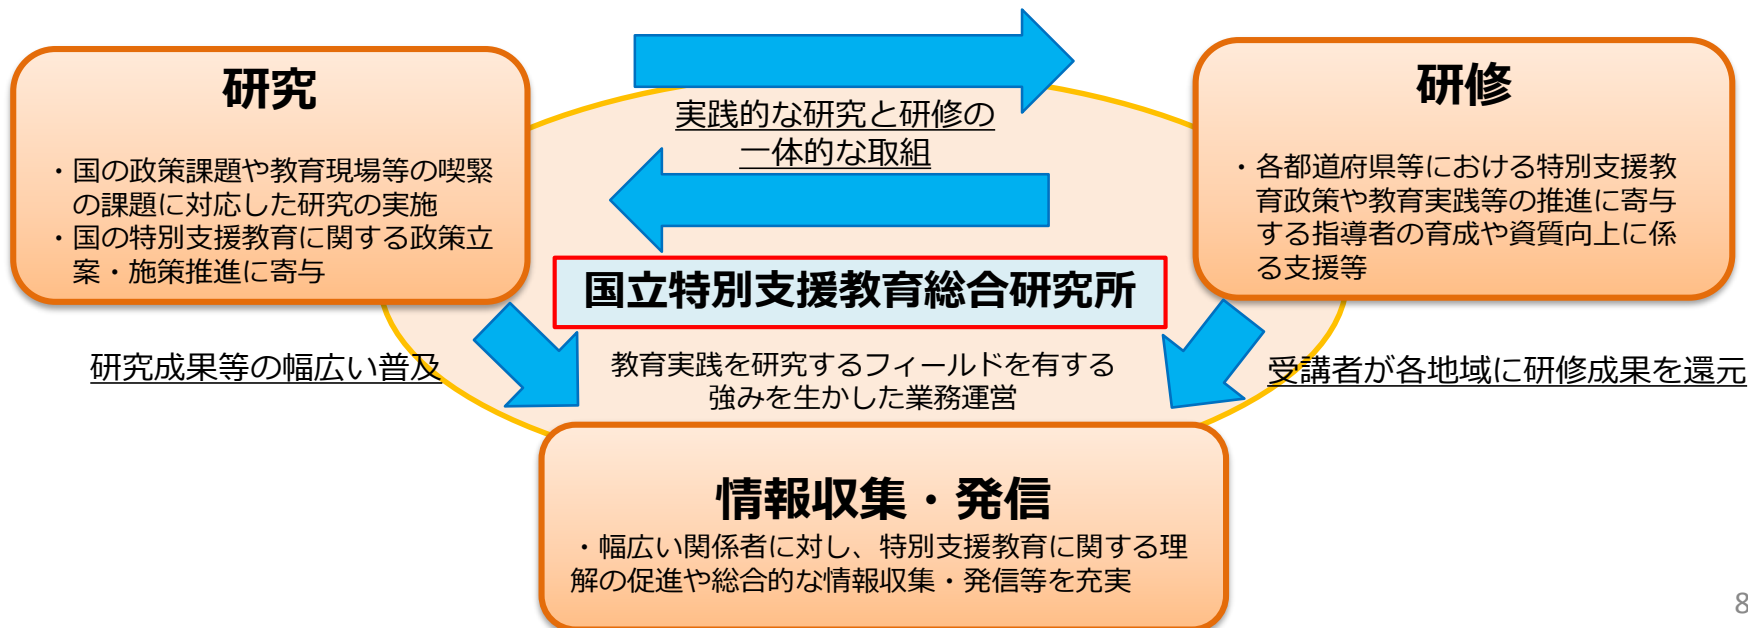 研究
・国の政策課題や教育現場等の喫緊
の課題に対応した研究の実施
・国の特別支援教育に関する政策立
案・施策推進に寄与
実践的な研究と研修の
一体的な取組
研修
・各都道府県等における特別支援教
育政策や教育実践等の推進に寄与
する指導者の育成や資質向上に係
る支援等
国立特別支援教育総合研究所
研究成果等の幅広い普及
教育実践を研究するフィールドを有する
強みを生かした業務運営
受講者が各地域に研修成果を還元
情報収集・発信
・幅広い関係者に対し、特別支援教育に関する理
解の促進や総合的な情報収集・発信等を充実
8